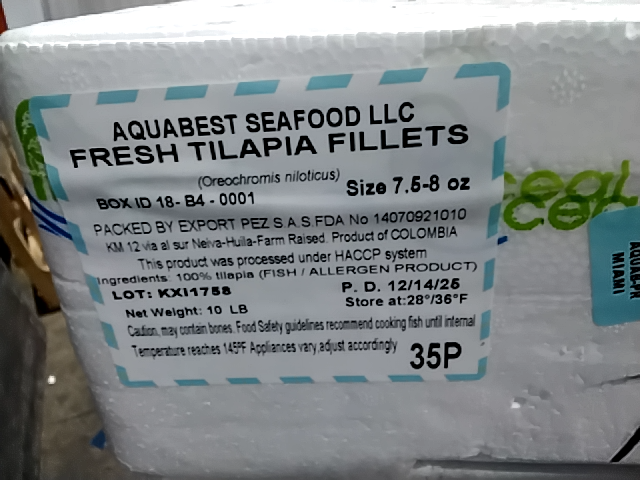 AQUABEST SEAFOOD LLC
FRESH TILAPIA FILLETS
(Oreochromis niloticus)
BOX ID 18- B4 - 0001
Size 7.5-8 oz
PACKED BY EXPORT PEZ S.A.S.FDA No 14070921010
KM 12 via al sur Neiva-Huila-Farm Raised. Product of COLOMBIA
This product was processed under HACCP system
Ingredients: 100% tilapia (FISH / ALLERGEN PRODUCT)
LOT: KXI1758
P. D. 12/14/25
Net Weight: 10 LB
Store at:28°/36°F
Caution, may contain bones. Food Safety guidelines recommend cooking fish until internal
Temperature reaches 145ºF Appliances vary,adjust accordingly
35P
MIAMI